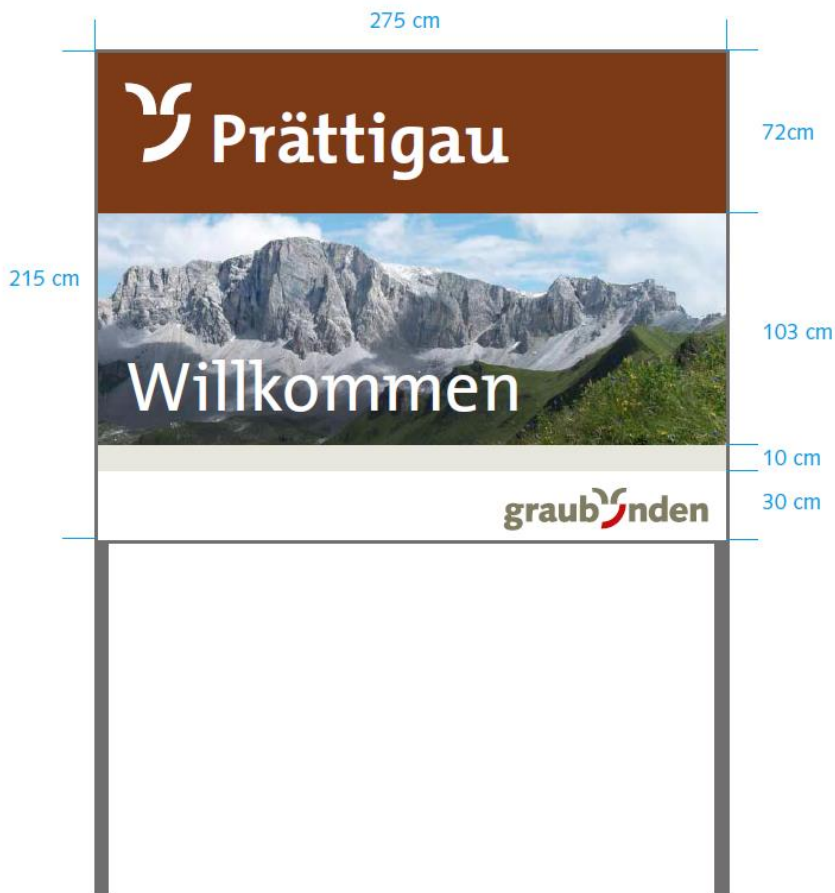 275 cm
Prättigau
72cm
215 cm
103 cm
Willkommen
10 cm
30 cm
graubünden